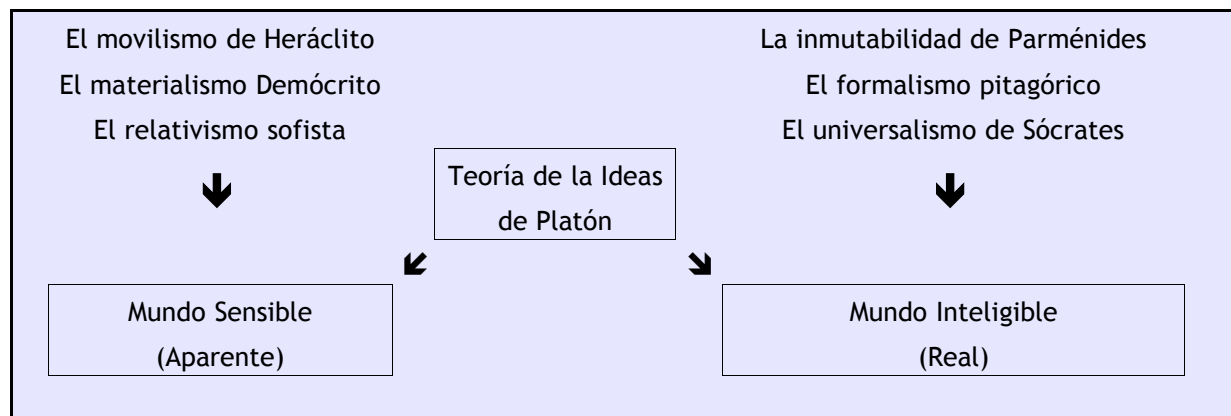 El movilismo de Heráclito
El materialismo Demócrito
El relativismo sofista
La inmutabilidad de Parménides
El formalismo pitagórico
El universalismo de Sócrates
Teoría de la Ideas
de Platón
Mundo Sensible
(Aparente)
Mundo Inteligible
(Real)